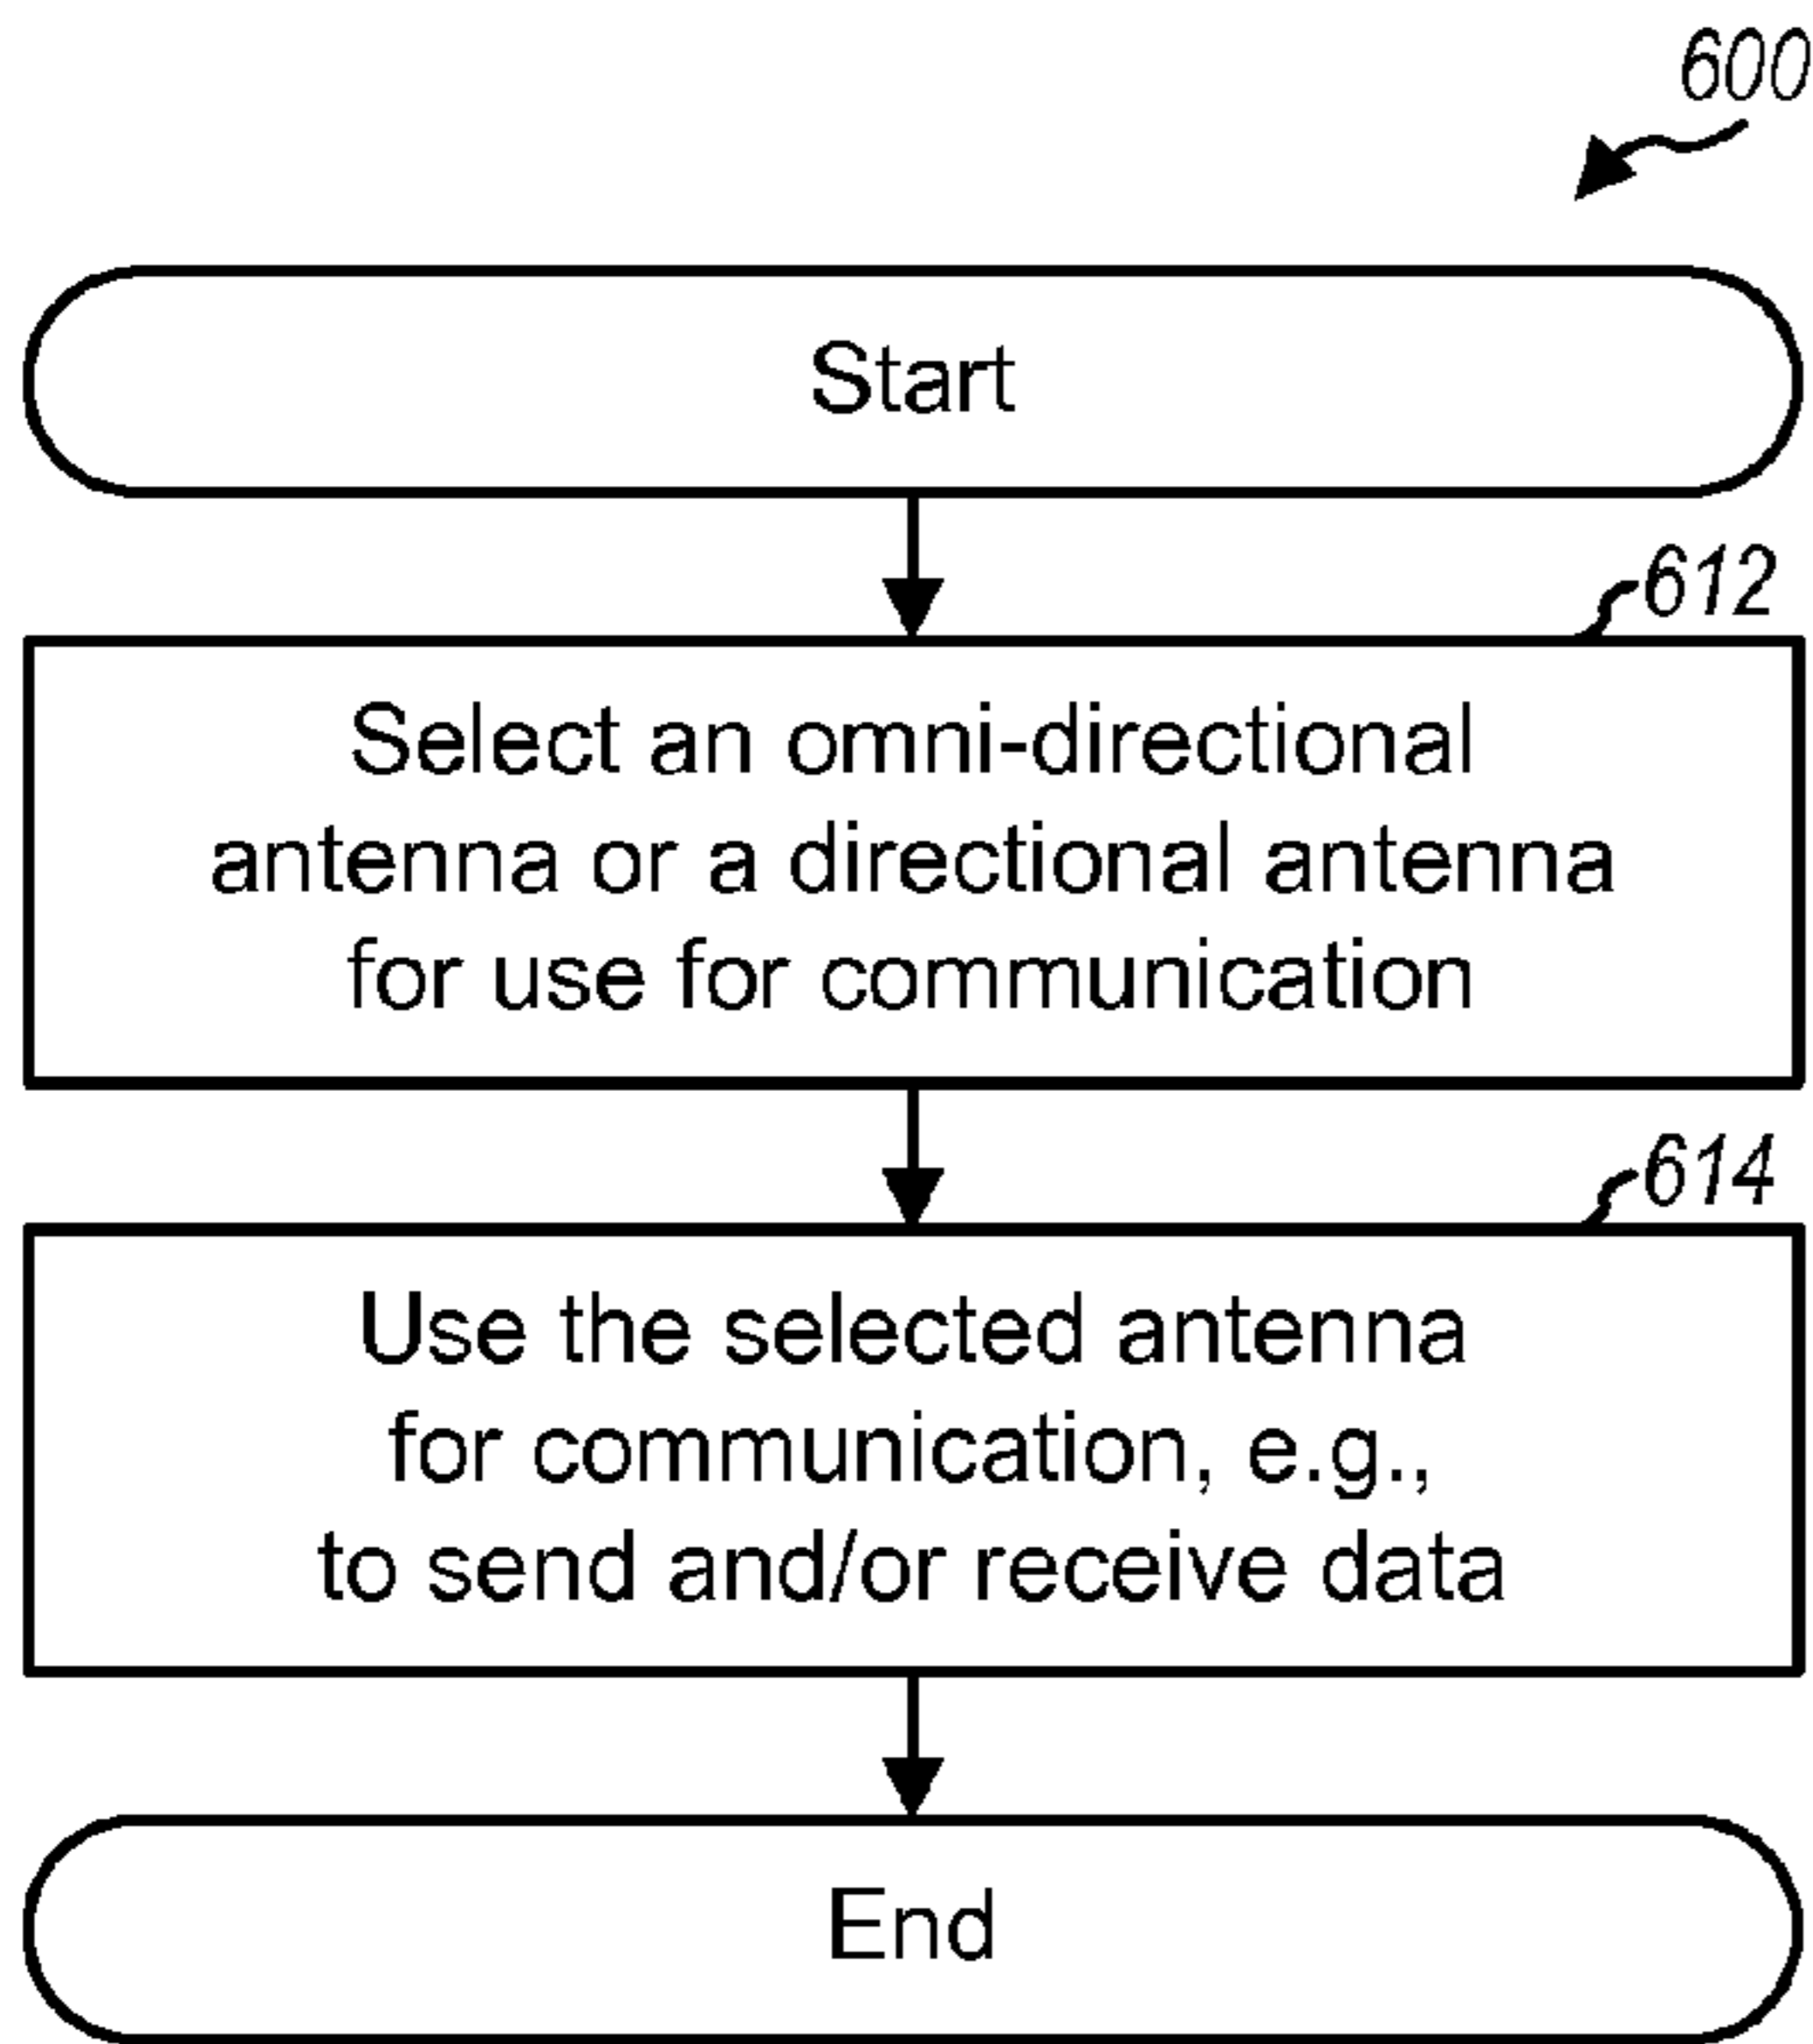 600
Start
612
Select an omni-directional
antenna or a directional antenna
for use for communication
614
Use the selected antenna
for communication, e.g.,
to send and/or receive data
End